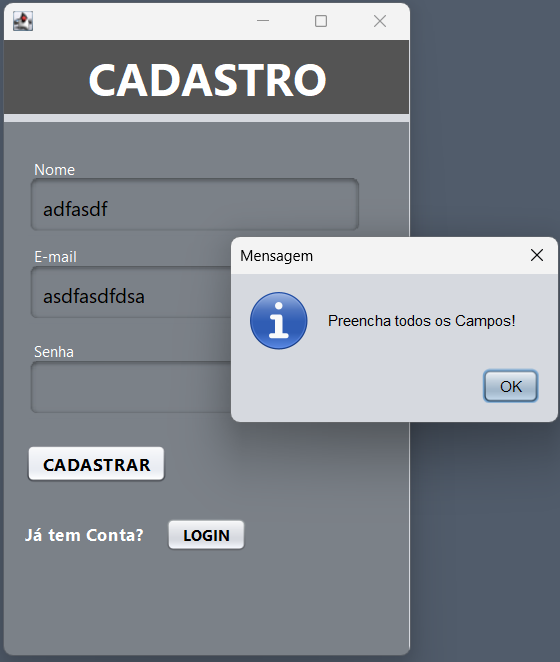 CADASTRO
Nome
adfasdf
E-mail
asdfasdfdsa
Senha
Mensagem
Preencha todos os Campos!
OK
CADASTRAR
Já tem Conta?
LOGIN